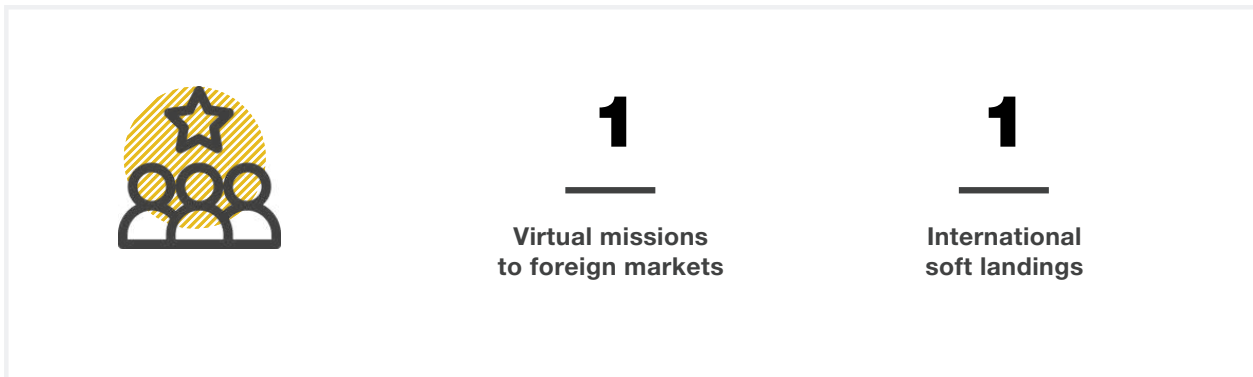 1
Virtual missions
to foreign markets
1
International
soft landings